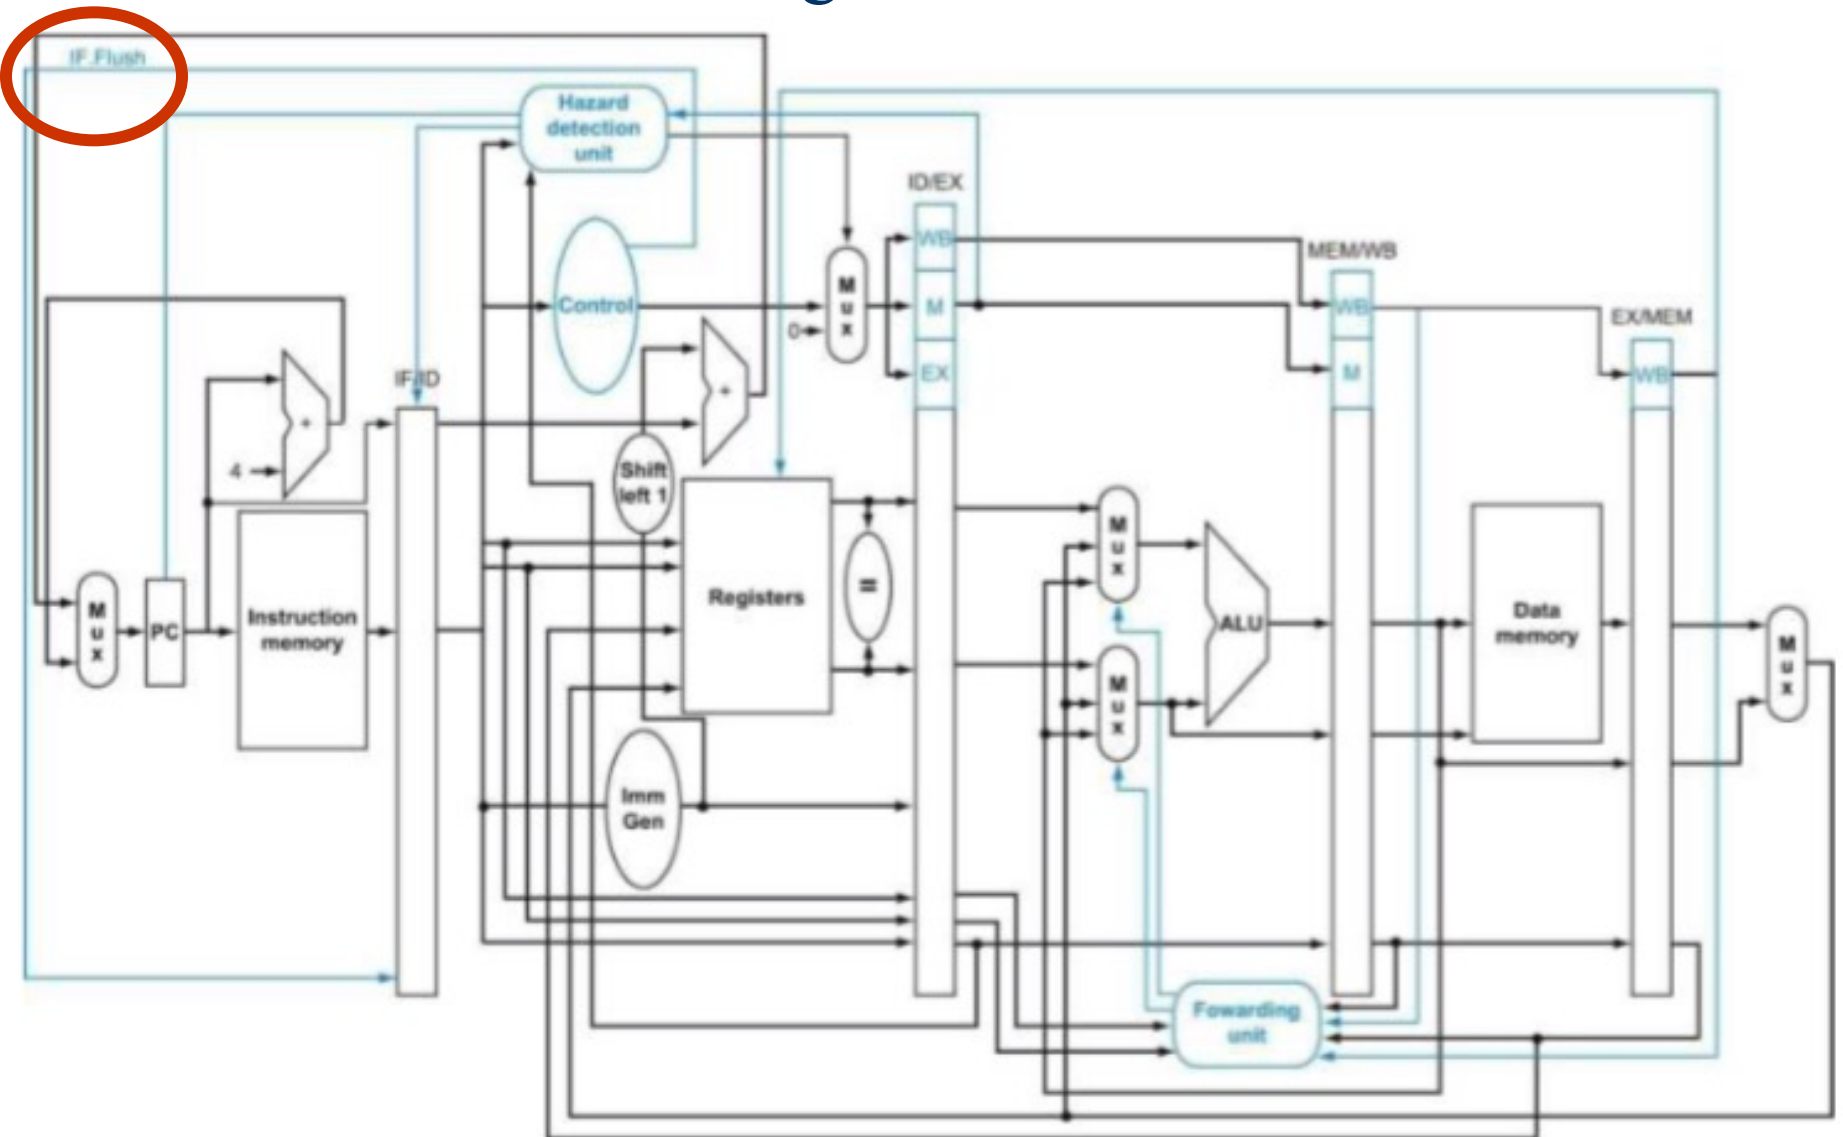 IF.Flush
Hazard
detection
unit
ID/EX
WB
MEM/WB
Control
M
u
x
0
M
WB
EX/MEM
EX
M
WB
+
IF/ID
+
4
Shift
left 1
M
u
x
PC
Instruction
memory
Registers
=
M
u
x
ALU
Data
memory
M
u
x
M
u
x
Imm
Gen
Fowarding
unit